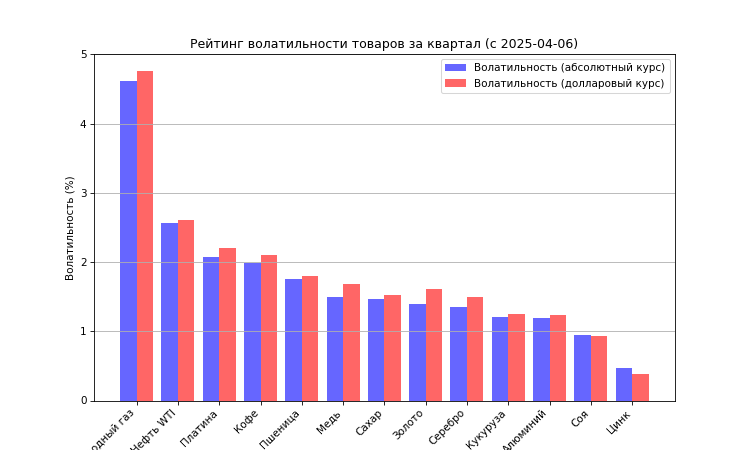 Рейтинг волатильности товаров за квартал (с 2025-04-06)
Волатильность (абсолютный курс)
Волатильность (долларовый курс)
Волатильность (%)
5
4
3
2
1
0
одный газ
Нефть WTI
Платина
Кофе
Пшеница
Медь
Сахар
Золото
Серебро
Кукуруза
Алюминий
Соя
Цинк